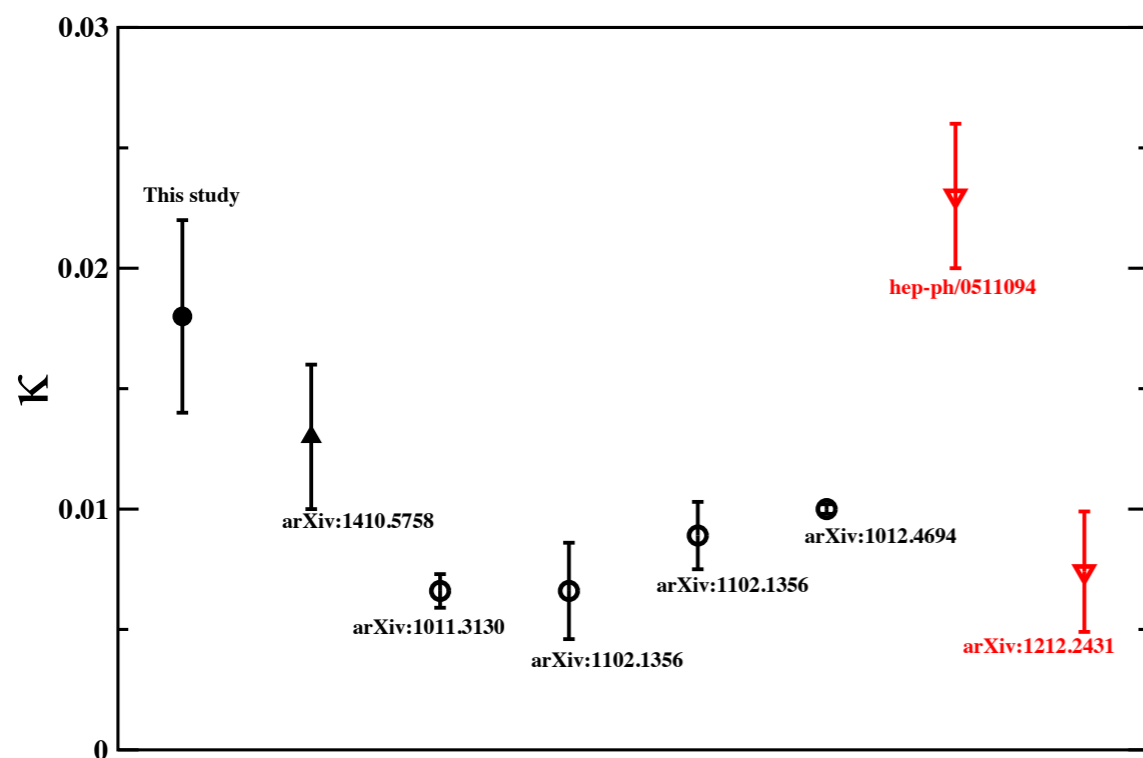 0.03
This study
0.02
hep-ph/0511094
κ
0.01
arXiv:1410.5758
arXiv:1012.4694
arXiv:1102.1356
arXiv:1011.3130
arXiv:1212.2431
arXiv:1102.1356
0